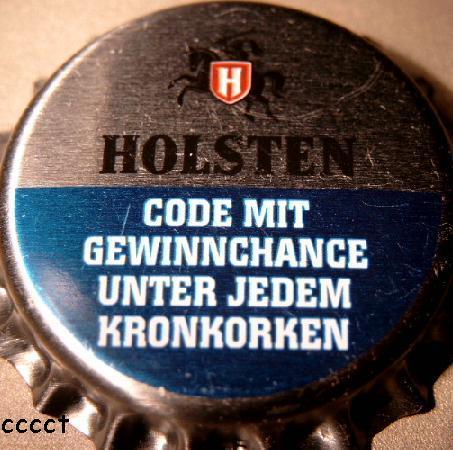 H
HOLSTEN
CODE MIT
GEWINNCHANCE
UNTER JEDEM
KRONKORKEN
cccct